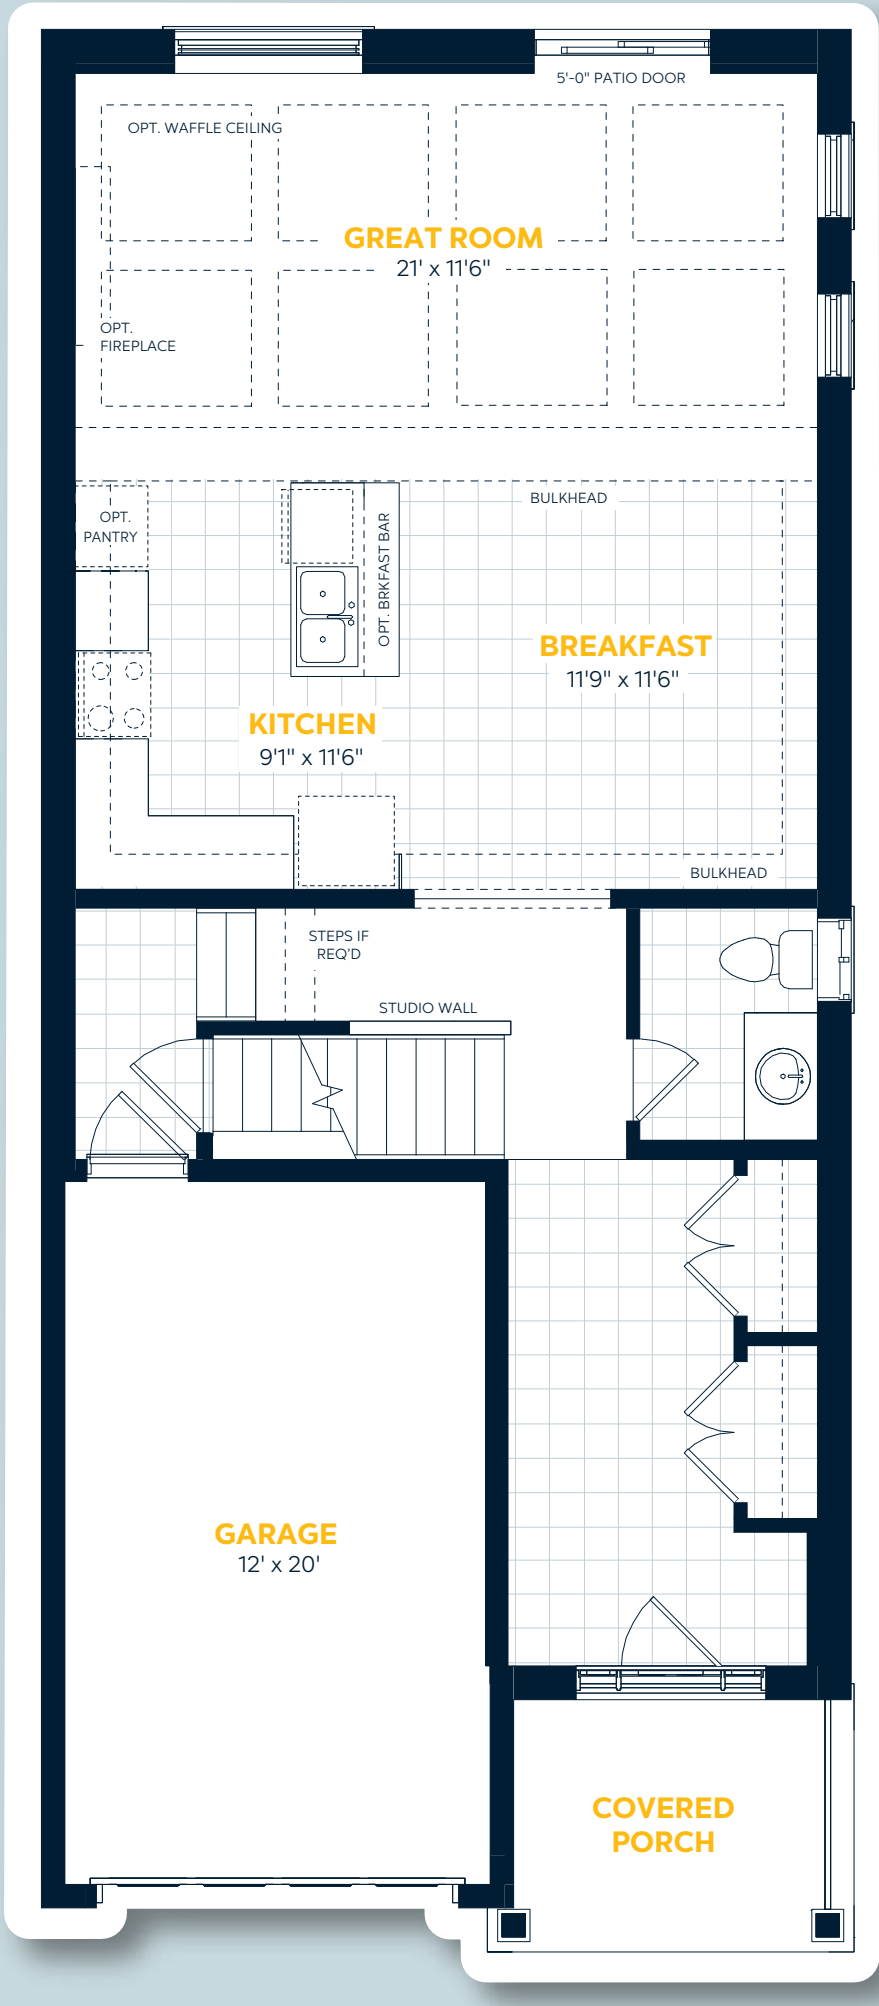 5'-0" PATIO DOOR
OPT. WAFFLE CEILING
GREAT ROOM
21' x 11'6"
OPT.
FIREPLACE
BULKHEAD
OPT.
PANTRY
OPT. BRKFAST BAR
BREAKFAST
11'9" x 11'6"
KITCHEN
9'1" x 11'6"
BULKHEAD
STEPS IF
REQ'D
STUDIO WALL
GARAGE
12' x 20'
COVERED
PORCH